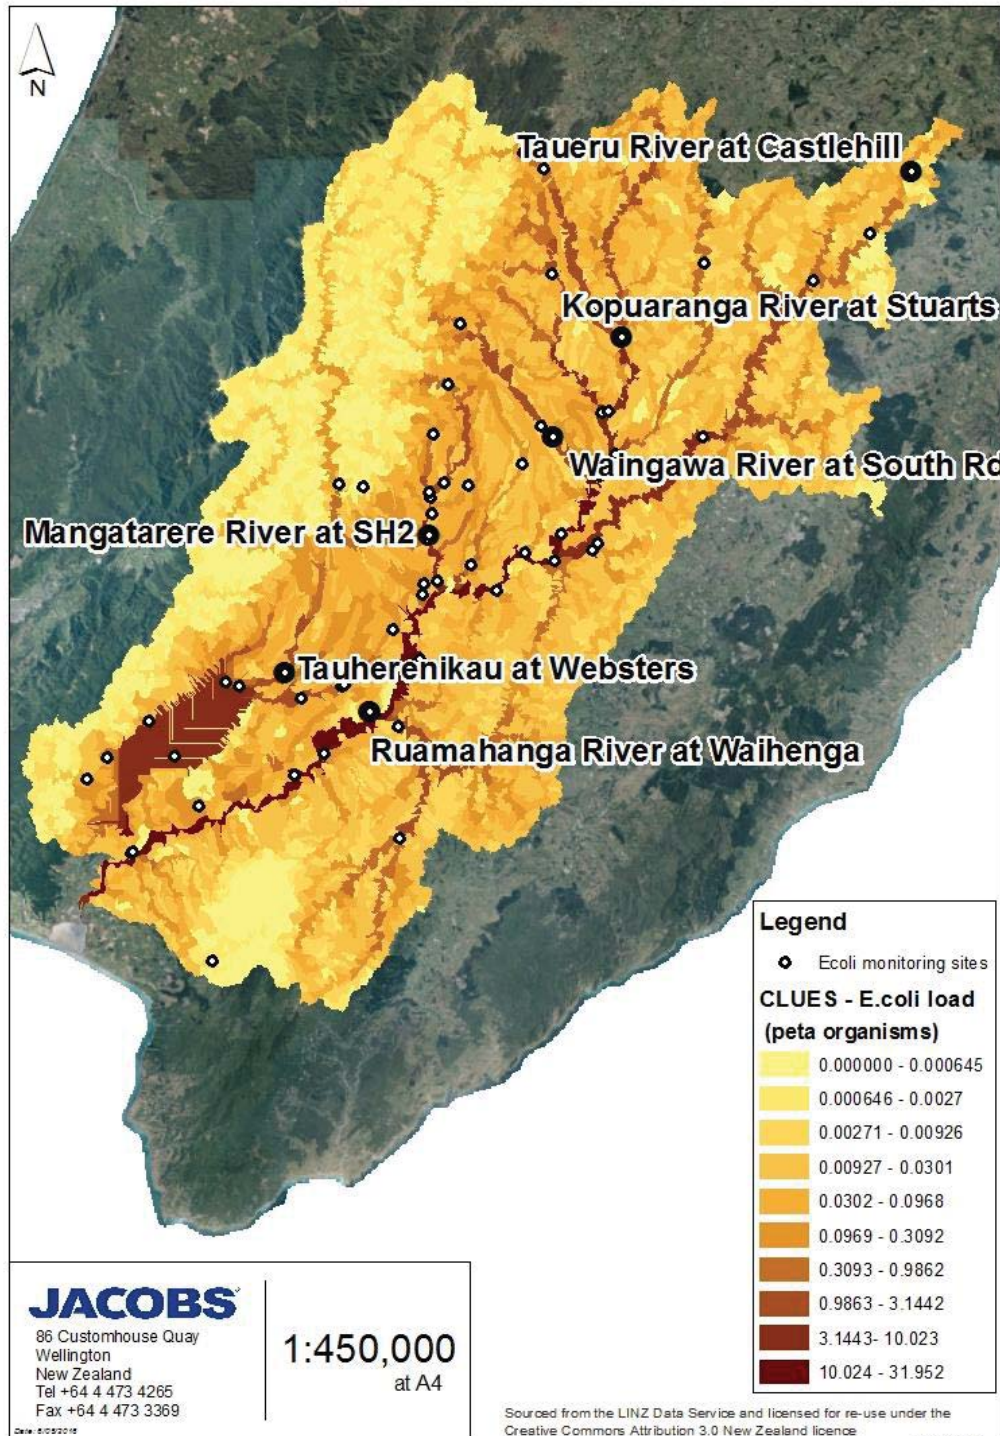 N
Taueru River at Castlehill
Kopuaranga River at Stuarts
Waingawa River at South Rd
Mangatarere River at SH2
Tauherenikau at Websters
Ruamahanga River at Waihenga
Legend
Ecoli monitoring sites
CLUES - E.coli load
(peta organisms)
0.000000 - 0.000645
0.000646 - 0.0027
0.00271 - 0.00926
0.00927 - 0.0301
0.0302 - 0.0968
0.0969 - 0.3092
0.3093 - 0.9862
0.9863 - 3.1442
3.1443- 10.023
10.024 - 31.952
JACOBS
86 Customhouse Quay
Wellington
New Zealand
Tel +64 4 473 4265
Fax +64 4 473 3369
1:450,000
at A4
Sourced from the LINZ Data Service and licensed for re-use under the
Creative Commons Attribution 3.0 New Zealand licence